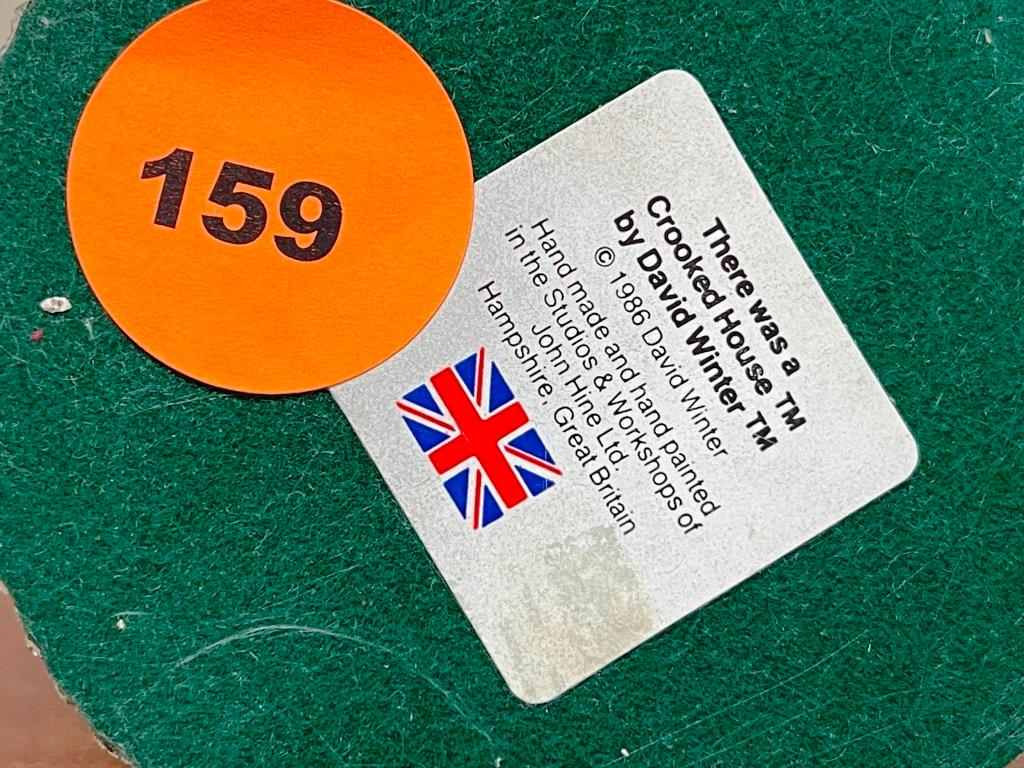 159
There was a
Crooked House ™
by David Winter ™
© 1986 David Winter
Hand made and hand painted
in the Studios & Workshops of
John Hine Ltd.
Hampshire, Great Britain